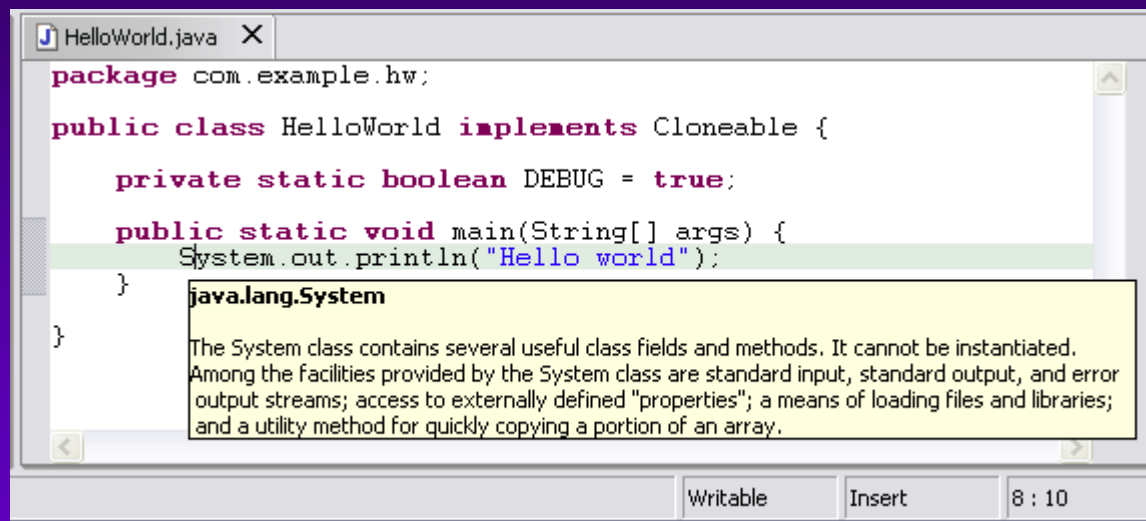 HelloWorld.java
package com.example.hw;
public class HelloWorld implements Cloneable {
private static boolean DEBUG = true;
public static void main(String[] args) {
System.out.println("Hello world");
}
java.lang.System
}
The System class contains several useful class fields and methods. It cannot be instantiated.
Among the facilities provided by the System class are standard input, standard output, and error
output streams; access to externally defined "properties"; a means of loading files and libraries;
and a utility method for quickly copying a portion of an array.
Writable Insert 8 : 10